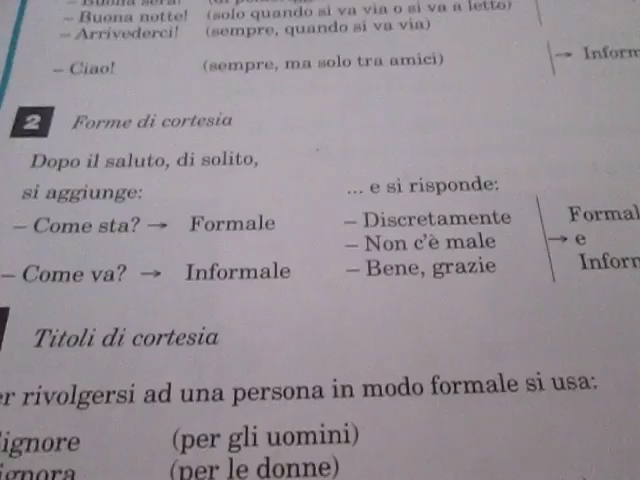 – Buona notte! (solo quando si va via o si va a letto)
– Arrivederci! (sempre, quando si va via)
– Ciao! (sempre, ma solo tra amici) → Inform
2 Forme di cortesia
Dopo il saluto, di solito,
si aggiunge:
– Come sta? → Formale
– Come va? → Informale
... e si risponde:
– Discretamente
– Non c'è male
– Bene, grazie
Formal
→ e
Inform
Titoli di cortesia
er rivolgersi ad una persona in modo formale si usa:
ignore (per gli uomini)
ignora (per le donne)